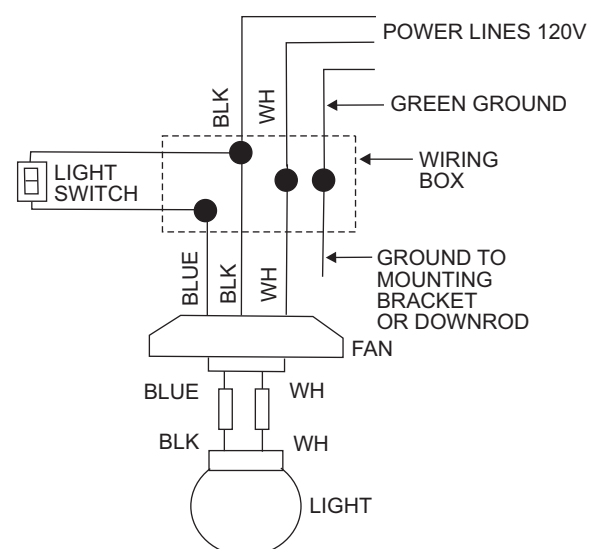 POWER LINES 120V
BLK
WH
GREEN GROUND
WIRING
BOX
LIGHT
SWITCH
BLUE
BLK
WH
GROUND TO
MOUNTING
BRACKET
OR DOWNROD
FAN
BLUE
WH
BLK
WH
LIGHT